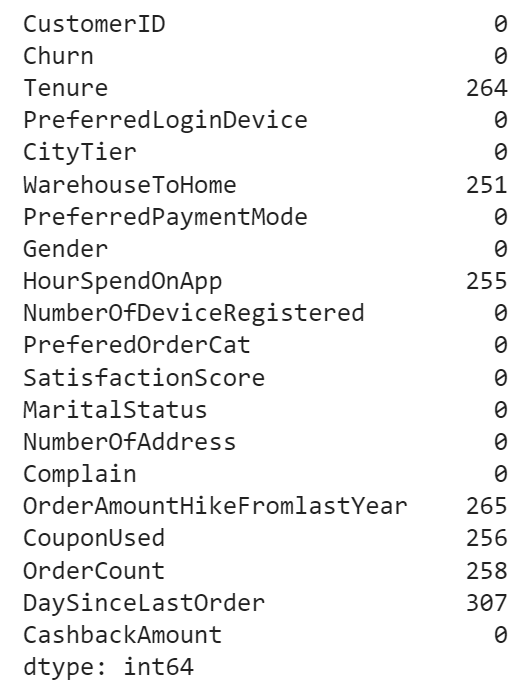 CustomerID 0
Churn 0
Tenure 264
PreferredLoginDevice 0
CityTier 0
WarehouseToHome 251
PreferredPaymentMode 0
Gender 0
HourSpendOnApp 255
NumberOfDeviceRegistered 0
PreferedOrderCat 0
SatisfactionScore 0
MaritalStatus 0
NumberOfAddress 0
Complain 0
OrderAmountHikeFromlastYear 265
CouponUsed 256
OrderCount 258
DaySinceLastOrder 307
CashbackAmount 0
dtype: int64